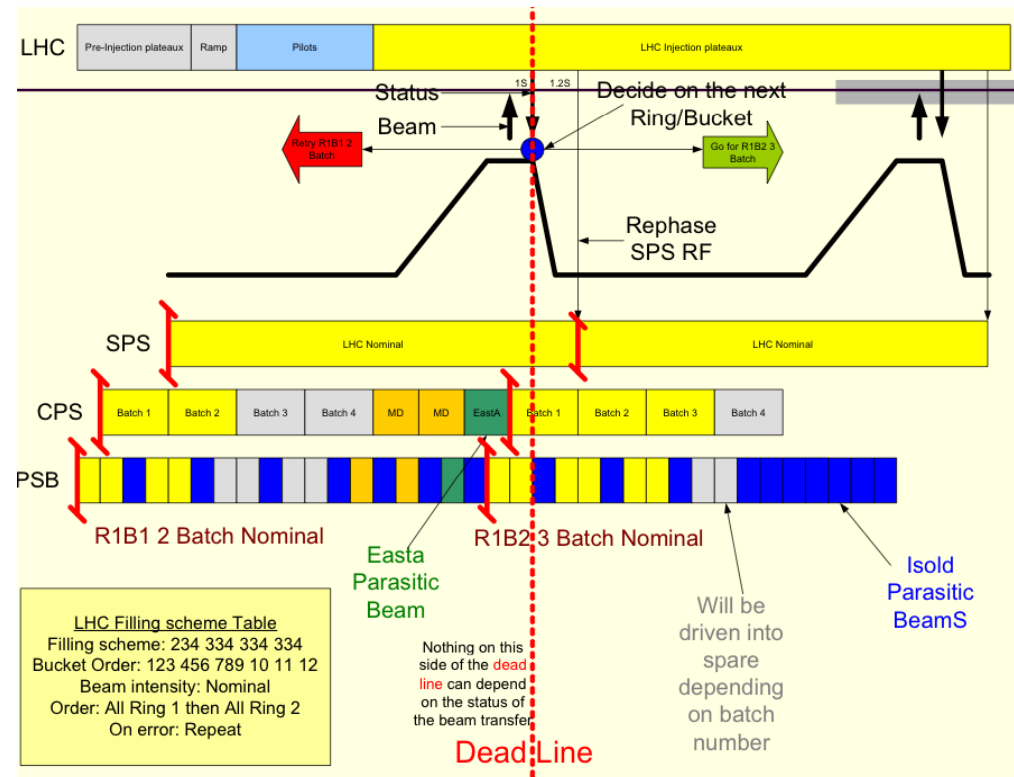 LHC
Pre-Injection plateaux
Ramp
Pilots
LHC Injection plateaux
1S
1.2S
Status
Beam
Decide on the next
Ring/Bucket
Retry R1B1 2
Batch
Go for R1B2 3
Batch
Rephase
SPS RF
SPS
LHC Nominal
LHC Nominal
CPS
Batch 1
Batch 2
Batch 3
Batch 4
MD
MD
EastA
Batch 1
Batch 2
Batch 3
Batch 4
PSB
R1B1 2 Batch Nominal
R1B2 3 Batch Nominal
Easta
Parasitic
Beam
Isold
Parasitic
BeamS
Will be
driven into
spare
depending
on batch
number
LHC Filling scheme Table
Filling scheme: 234 334 334 334
Bucket Order: 123 456 789 10 11 12
Beam intensity: Nominal
Order: All Ring 1 then All Ring 2
On error: Repeat
Nothing on this
side of the dead
line can depend
on the status of
the beam transfer
Dead Line